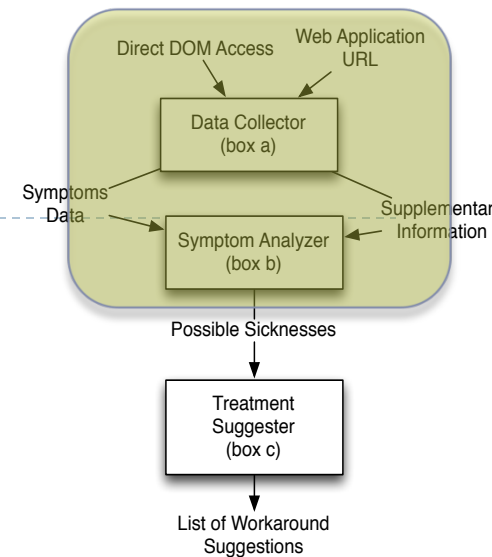 Direct DOM Access
Web Application
URL
Data Collector
(box a)
Symptoms
Data
Supplementar
Information
Symptom Analyzer
(box b)
Possible Sicknesses
Treatment
Suggester
(box c)
List of Workaround
Suggestions